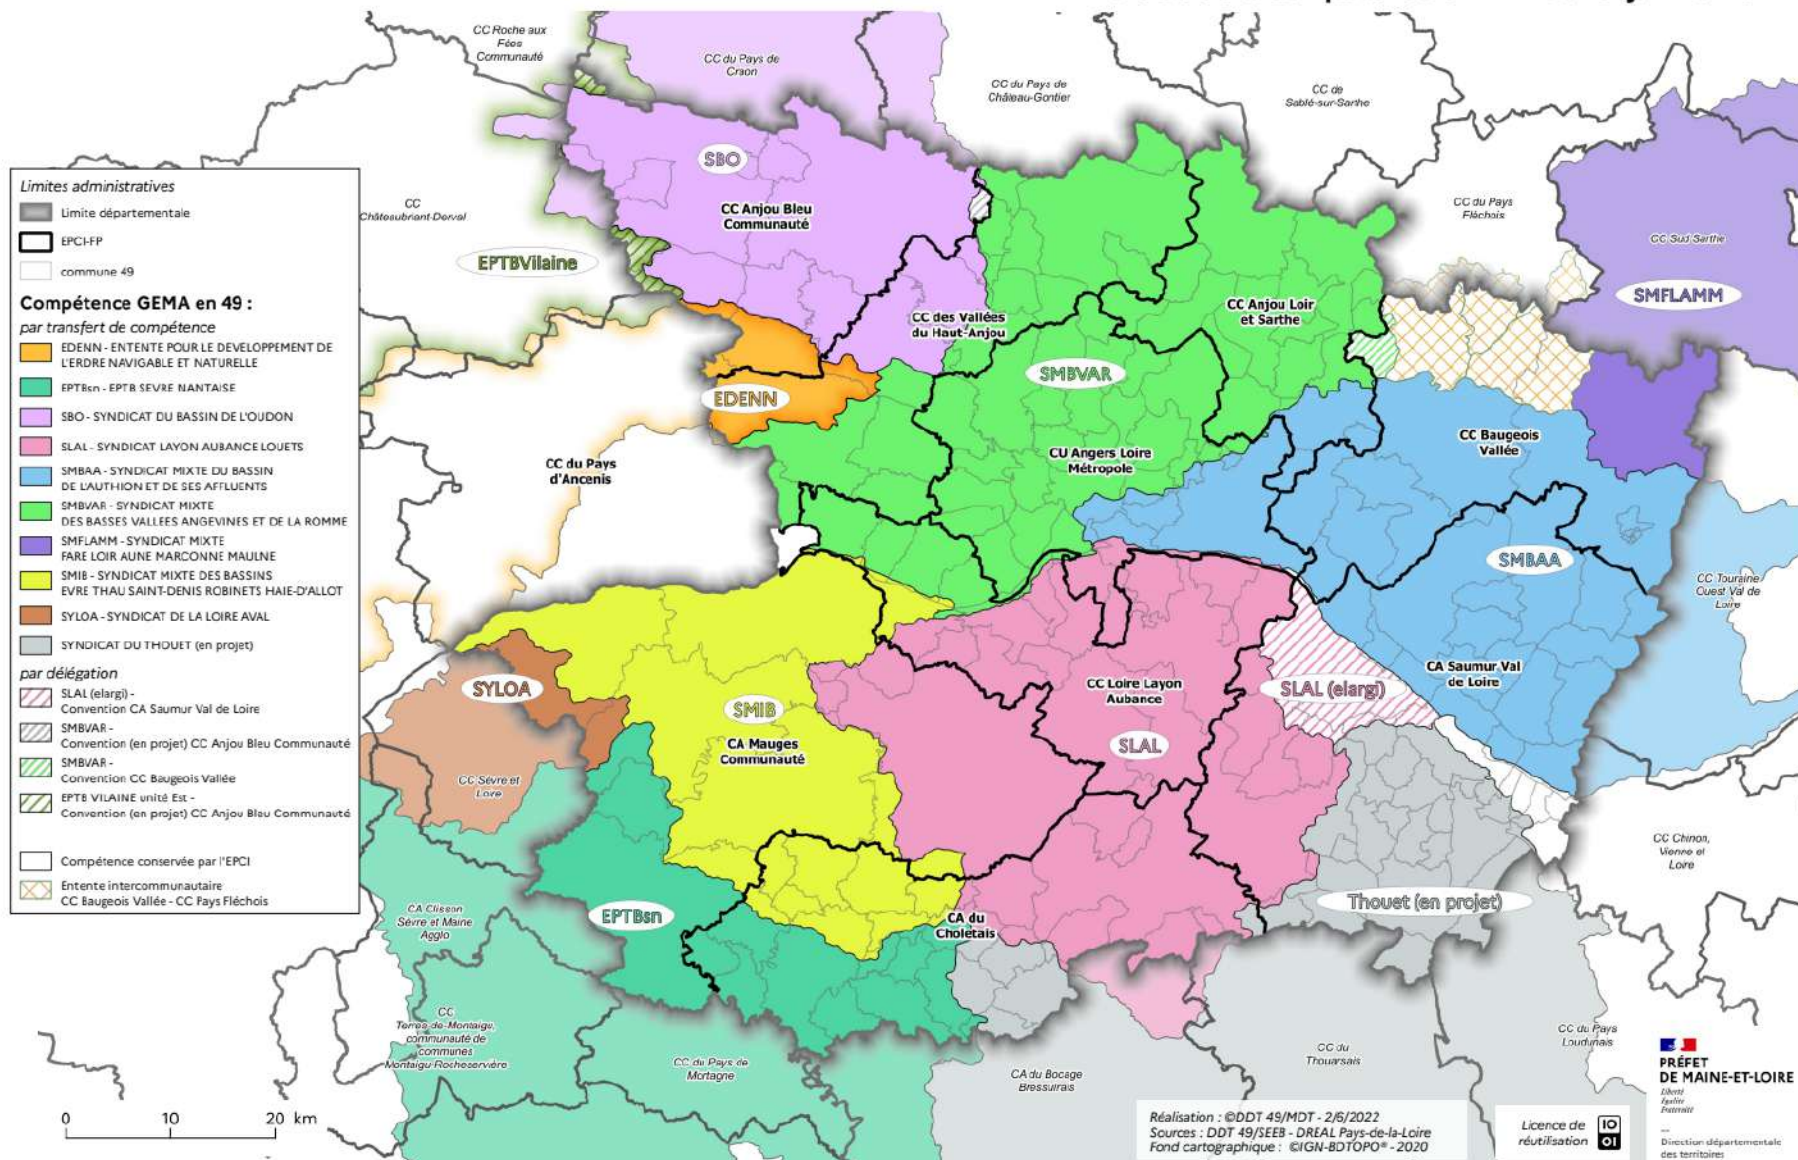 CC Roche aux
Fées
Communauté
CC du Pays de
Craon
CC du Pays de
Château-Gontier
CC de
Sablé-sur-Sarthe
CC du Pays
Fléchois
CC Sud Sarthe
SMFLAMM
SBO
CC Anjou Bleu
Communauté
CC
Châteaubriant-Derval
EPTBVilaine
CC des Vallées
du Haut-Anjou
CC Anjou Loir
et Sarthe
SMBVAR
EDENN
CC du Pays
d'Ancenis
CU Angers Loire
Métropole
CC Baugeois
Vallée
SMBAA
CC Touraine
Ouest Val de
Loire
CA Saumur Val
de Loire
CC Loire Layon
Aubance
SLAL (elargi)
SLAL
SYLOA
SMIB
CA Mauges
Communauté
CC Sèvre et
Loire
CC Chinon,
Vienne et
Loire
Thouet (en projet)
EPTBsn
CA du
Choletais
CA Clisson
Sèvre et Maine
Agglo
CC
Terres-de-Montaigu,
communauté de
communes
Montaigu-Rocheservière
CC du Pays de
Mortagne
CA du Bocage
Bressuirais
CC du
Thouarsais
CC du Pays
Loudunais
Limites administratives
Limite départementale
EPCI-FP
commune 49
Compétence GEMA en 49 :
par transfert de compétence
EDENN - ENTENTE POUR LE DEVELOPPEMENT DE
L'ERDRE NAVIGABLE ET NATURELLE
EPTBsn - EPTB SEVRE NANTAISE
SBO - SYNDICAT DU BASSIN DE L'OUDON
SLAL - SYNDICAT LAYON AUBANCE LOUETS
SMBAA - SYNDICAT MIXTE DU BASSIN
DE L'AUTHION ET DE SES AFFLUENTS
SMBVAR - SYNDICAT MIXTE
DES BASSES VALLEES ANGEVINES ET DE LA ROMME
SMFLAMM - SYNDICAT MIXTE
FARE LOIR AUNE MARCONNE MAULNE
SMIB - SYNDICAT MIXTE DES BASSINS
EVRE THAU SAINT-DENIS ROBINETS HAIE-D'ALLOT
SYLOA - SYNDICAT DE LA LOIRE AVAL
SYNDICAT DU THOUET (en projet)
par délégation
SLAL (elargi) -
Convention CA Saumur Val de Loire
SMBVAR -
Convention (en projet) CC Anjou Bleu Communauté
SMBVAR -
Convention CC Baugeois Vallée
EPTB VILAINE unité Est -
Convention (en projet) CC Anjou Bleu Communauté
Compétence conservée par l'EPCI
Entente intercommunautaire
CC Baugeois Vallée - CC Pays Fléchois
0 10 20 km
Réalisation : ©DDT 49/MDT - 2/6/2022
Sources : DDT 49/SEEB - DREAL Pays-de-la-Loire
Fond cartographique : ©IGN-BDTOPO® - 2020
Licence de
réutilisation
IO
OI
PRÉFET
DE MAINE-ET-LOIRE
Liberté
Égalité
Fraternité
Direction départementale
des territoires